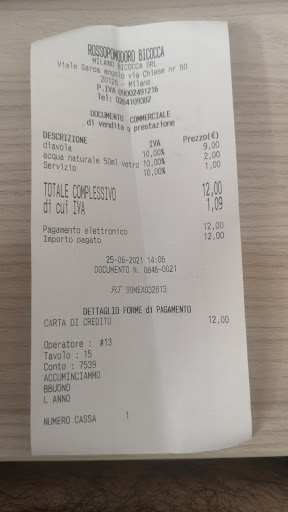 ROSSOPOMODORO BICOCCA
MILANO BICOCCA SRL
Viale Sarca angolo via Chiese nr 60
20126 - Milano
P.IVA 09002491216
Tel: 0264109382
DOCUMENTO COMMERCIALE
di vendita o prestazione
DESCRIZIONE IVA Prezzo(€)
diavola 10,00% 9,00
acqua naturale 50ml vetro 10,00% 2,00
Servizio 10,00% 1,00
TOTALE COMPLESSIVO 12,00
di cui IVA 1,09
Pagamento elettronico 12,00
Importo pagato 12,00
25-06-2021 14:06
DOCUMENTO N. 0846-0021
RT 99MEX032813
DETTAGLIO FORME di PAGAMENTO
CARTA DI CREDITO 12,00
Operatore : #13
Tavolo : 15
Conto : 7539
ACCUMINCIAMMO
BBUONO
L ANNO
NUMERO CASSA 1